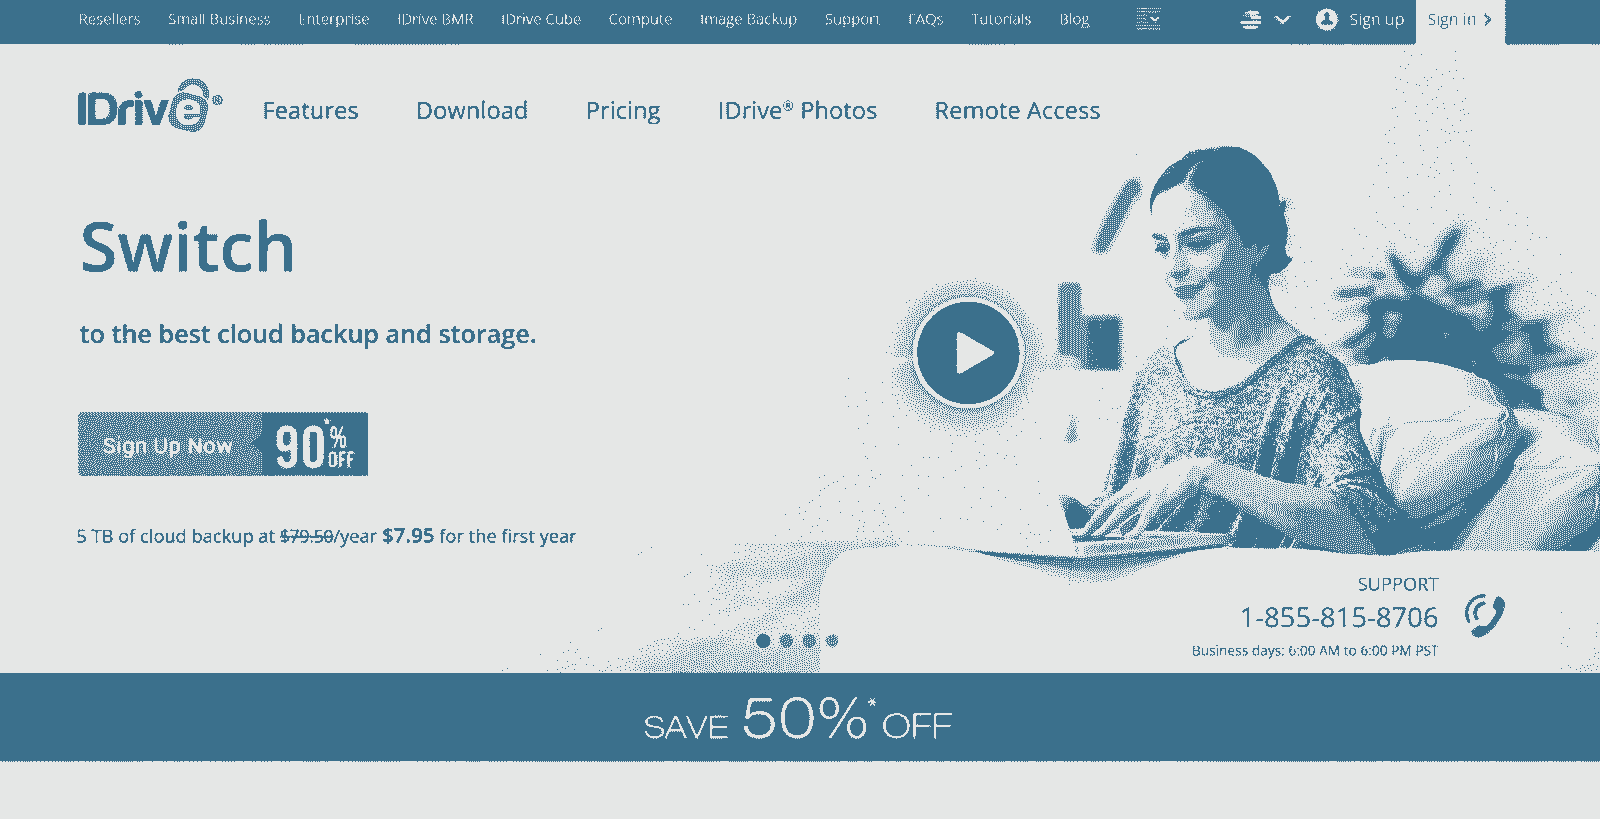 Resellers Small Business Enterprise IDrive BMR IDrive Cube Compute Image Backup Support FAQs Tutorials Blog Sign up Sign in
IDrive® Features Download Pricing IDrive® Photos Remote Access
Switch
to the best cloud backup and storage.
Sign Up Now 90*% OFF
5 TB of cloud backup at $79.50/year $7.95 for the first year
SUPPORT
1-855-815-8706
Business days: 6:00 AM to 6:00 PM PST
SAVE 50%* OFF